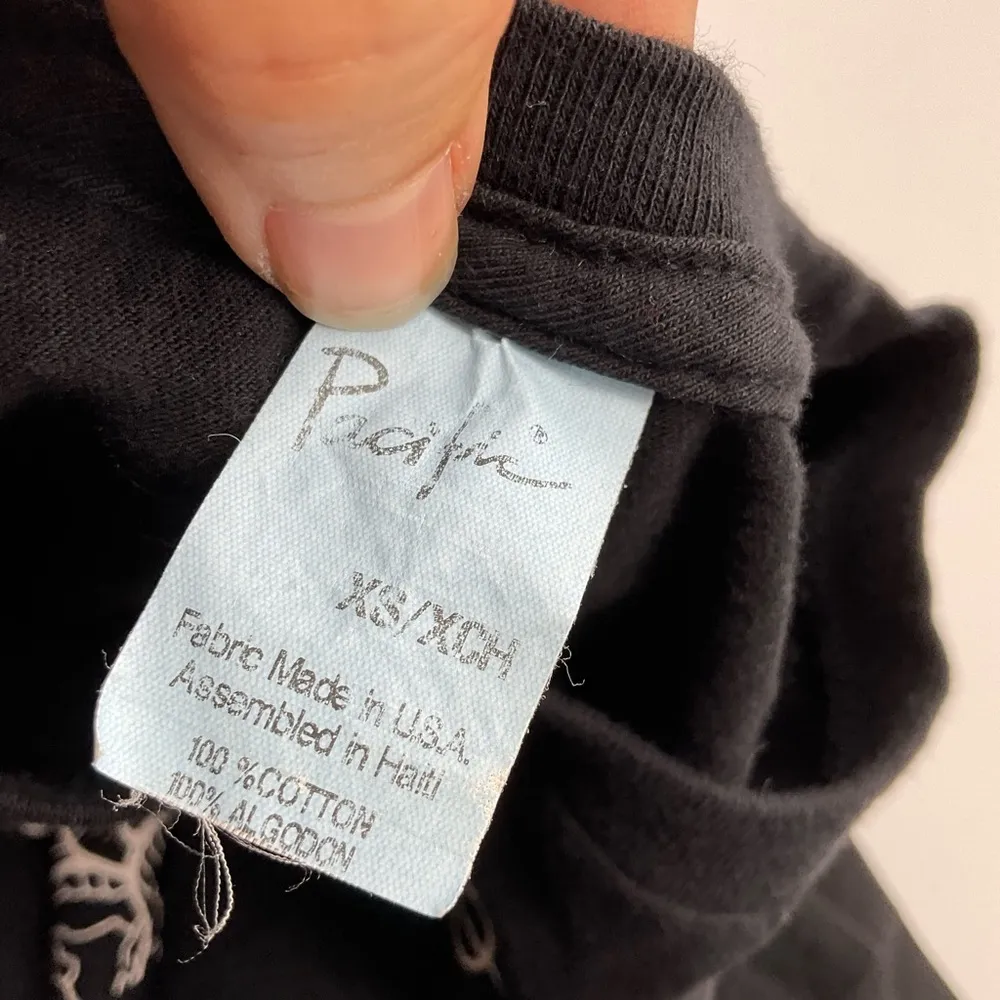 Pacific®
XS/XCH
Fabric Made in U.S.A.
Assembled in Haiti
100 %COTTON
100% ALGODON